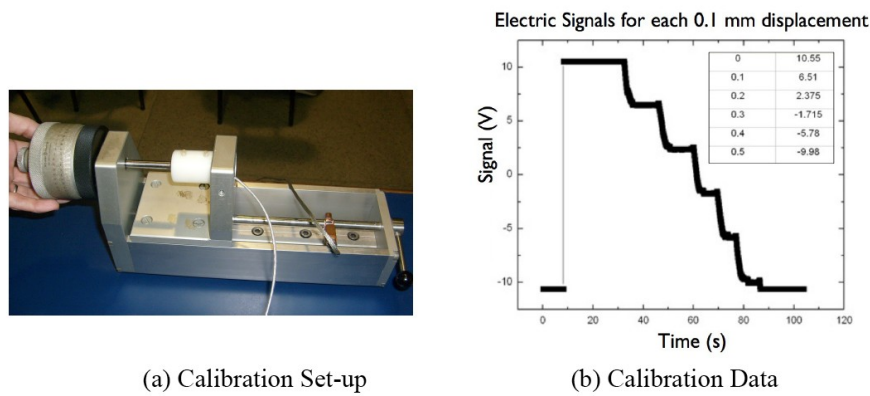 Electric Signals for each 0.1 mm displacement
10
5
0
-5
-10
Signal (V)
0 10.55
0.1 6.51
0.2 2.375
0.3 -1.715
0.4 -5.78
0.5 -9.98
0 20 40 60 80 100 120
Time (s)
(a) Calibration Set-up
(b) Calibration Data